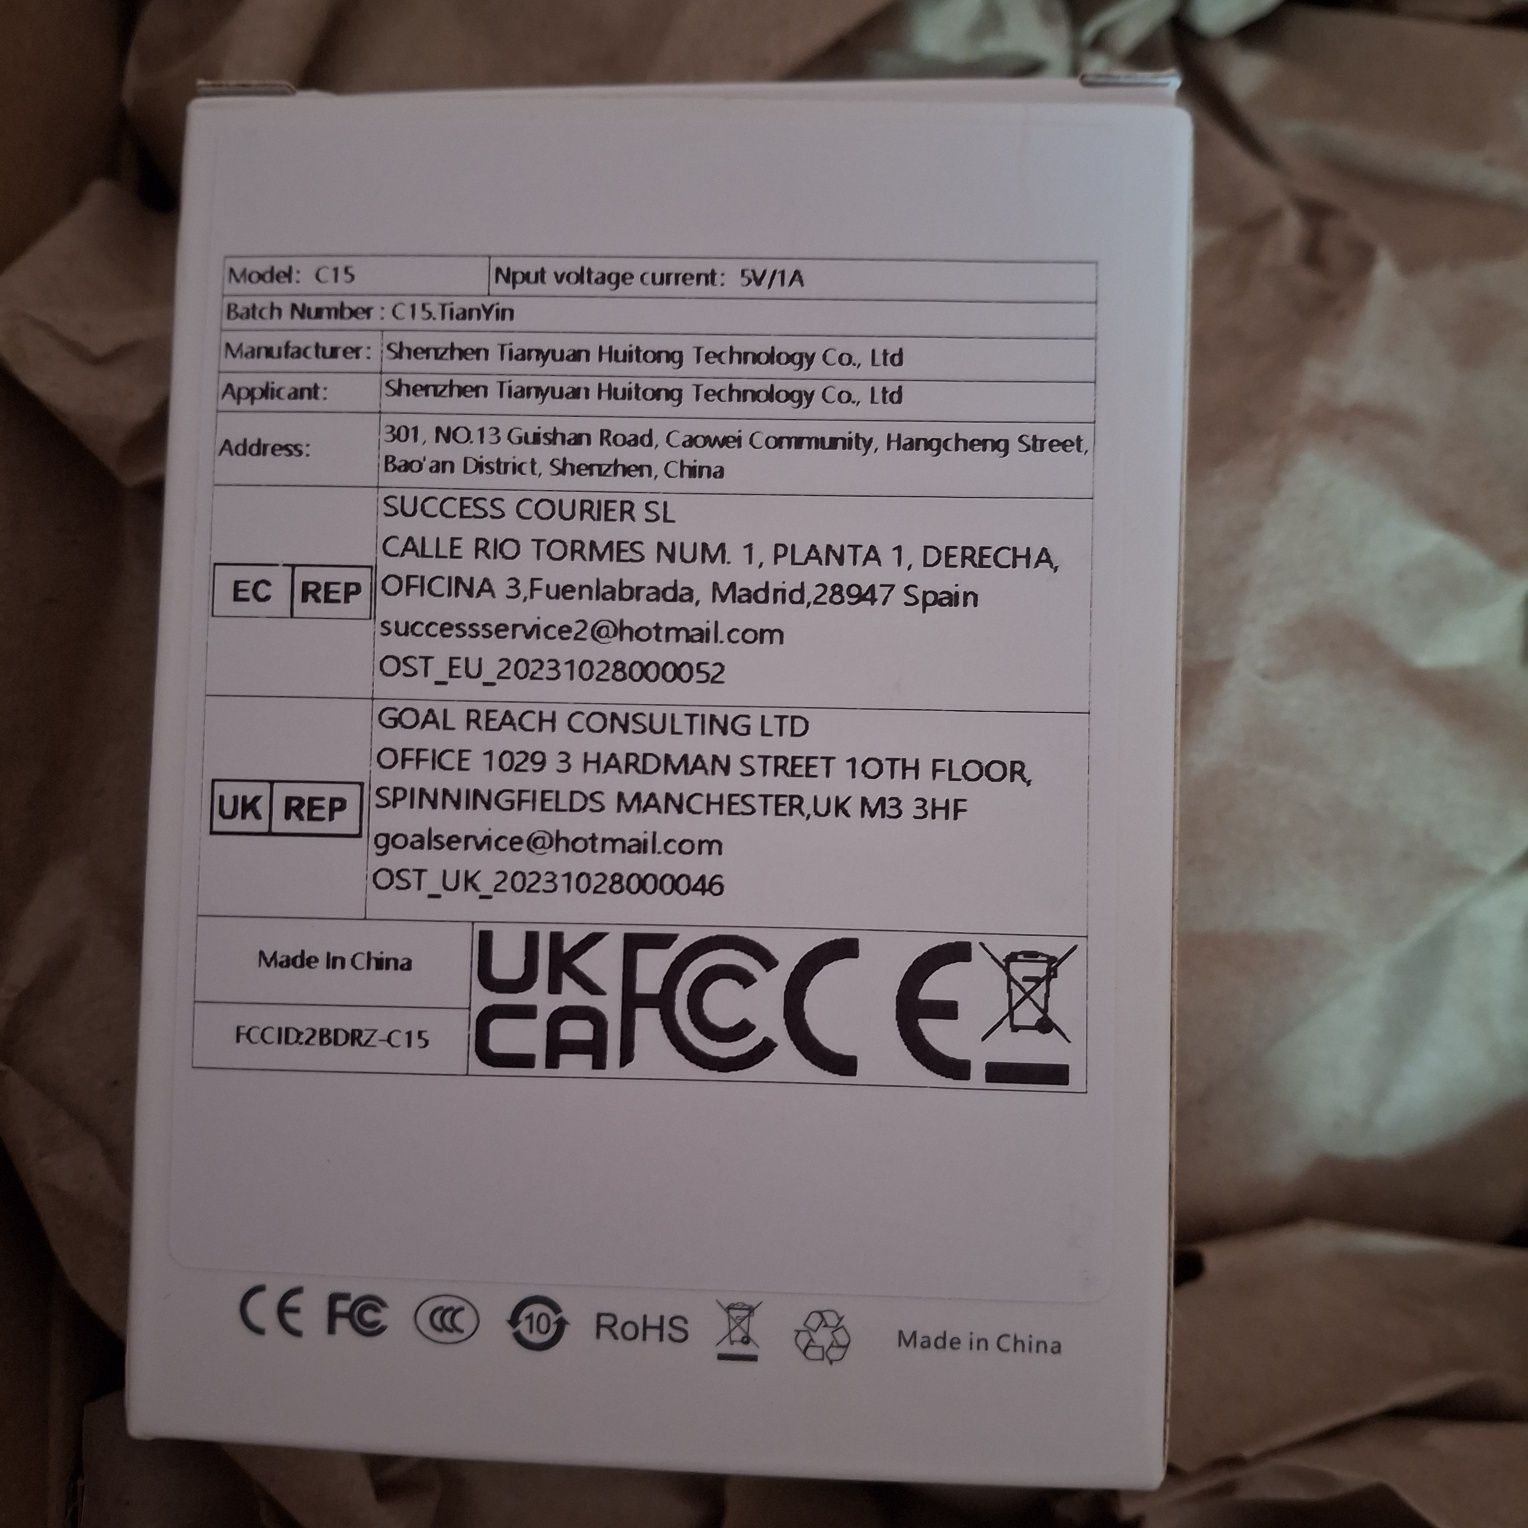 Model: C15 Nput voltage current: 5V/1A
Batch Number : C15.TianYin
Manufacturer: Shenzhen Tianyuan Huitong Technology Co., Ltd
Applicant: Shenzhen Tianyuan Huitong Technology Co., Ltd
Address: 301, NO.13 Guishan Road, Caowei Community, Hangcheng Street,
Bao'an District, Shenzhen, China
SUCCESS COURIER SL
CALLE RIO TORMES NUM. 1, PLANTA 1, DERECHA,
EC REP OFICINA 3,Fuenlabrada, Madrid,28947 Spain
successservice2@hotmail.com
OST_EU_20231028000052
GOAL REACH CONSULTING LTD
OFFICE 1029 3 HARDMAN STREET 1OTH FLOOR,
UK REP SPINNINGFIELDS MANCHESTER,UK M3 3HF
goalservice@hotmail.com
OST_UK_20231028000046
Made In China
FCCID:2BDRZ-C15
UK
CA FC CE
CE FC CCC 10 RoHS Made in China